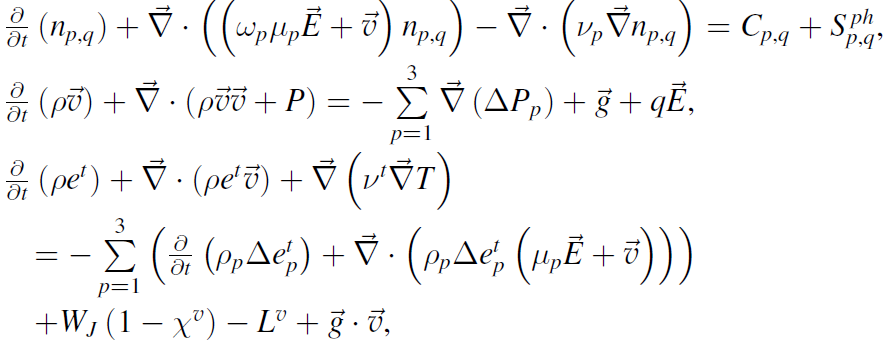 ∂/∂t (n_{p,q}) + ∇⃗ · ((ω_p μ_p E⃗ + v⃗) n_{p,q}) − ∇⃗ · (ν_p ∇⃗n_{p,q}) = C_{p,q} + S^{ph}_{p,q},
∂/∂t (ρv⃗) + ∇⃗ · (ρv⃗v⃗ + P) = − ∑_{p=1}^{3} ∇⃗ (ΔP_p) + g⃗ + qE⃗,
∂/∂t (ρe^t) + ∇⃗ · (ρe^t v⃗) + ∇⃗ (ν^t ∇⃗T)
= − ∑_{p=1}^{3} (∂/∂t (ρ_p Δe^t_p) + ∇⃗ · (ρ_p Δe^t_p (μ_p E⃗ + v⃗)))
+W_J (1 − χ^v) − L^v + g⃗ · v⃗,